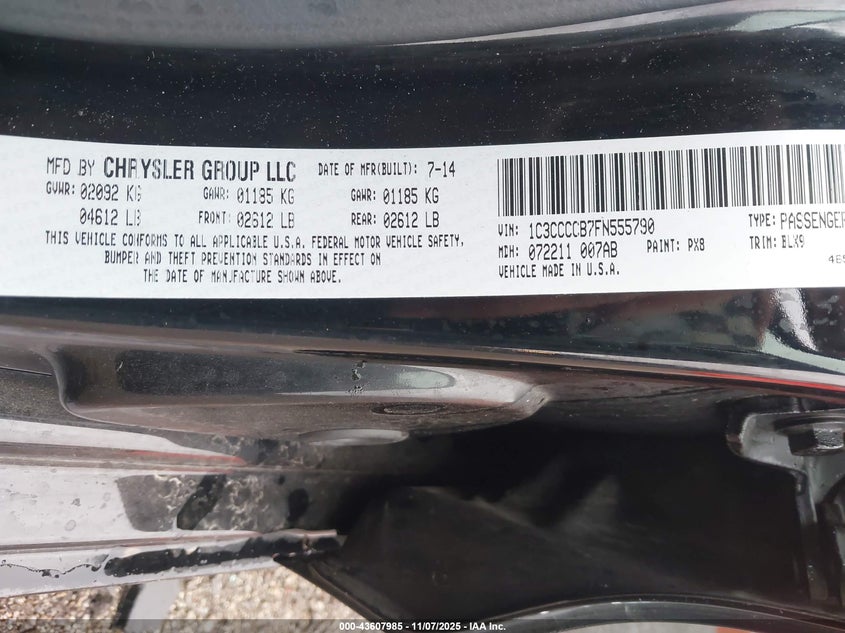 MFD BY CHRYSLER GROUP LLC DATE OF MFR(BUILT): 7-14
GVWR: 02092 KG GAWR: 01185 KG GAWR: 01185 KG
04612 LB FRONT: 02612 LB REAR: 02612 LB
THIS VEHICLE CONFORMS TO ALL APPLICABLE U.S.A. FEDERAL MOTOR VEHICLE SAFETY,
BUMPER AND THEFT PREVENTION STANDARDS IN EFFECT ON
THE DATE OF MANUFACTURE SHOWN ABOVE.
VIN: 1C3CCCCB7FN555790 TYPE: PASSENGER
MDH: 072211 007AB PAINT: PX8 TRIM: BLX9
VEHICLE MADE IN U.S.A.
000-43607985 — 11/07/2025 — IAA Inc.